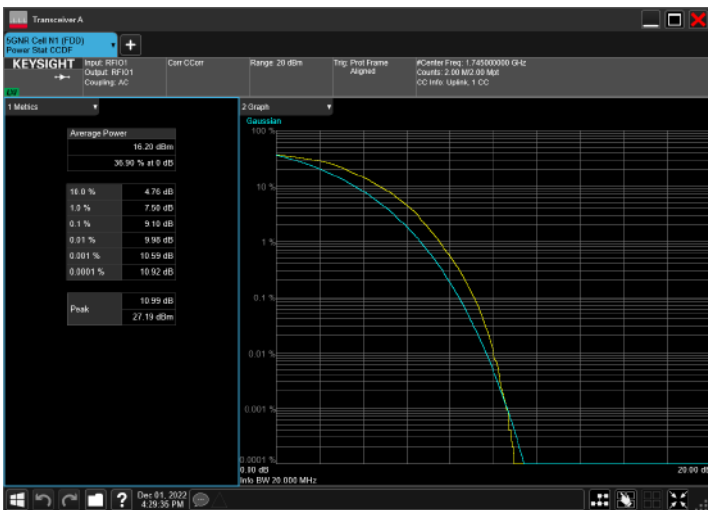 Transceiver A
5GNR Cell N1 (FDD)
Power Stat CCDF
KEYSIGHT
Input: RFIO1
Output: RFIO1
Coupling: AC
Corr CCorr
Range: 20 dBm
Trig: Prot Frame
Aligned
#Center Freq: 1.745000000 GHz
Counts: 2.00 M/2.00 Mpt
CC Info: Uplink, 1 CC
1 Metrics
Average Power
16.20 dBm
36.90 % at 0 dB
10.0 % 4.76 dB
1.0 % 7.50 dB
0.1 % 9.10 dB
0.01 % 9.98 dB
0.001 % 10.59 dB
0.0001 % 10.92 dB
Peak
10.99 dB
27.19 dBm
2 Graph
Gaussian
100 %
10 %
1 %
0.1 %
0.01 %
0.001 %
0.0001 %
0.00 dB
20.00 dB
Info BW 20.000 MHz
?
Dec 01, 2022
4:29:35 PM